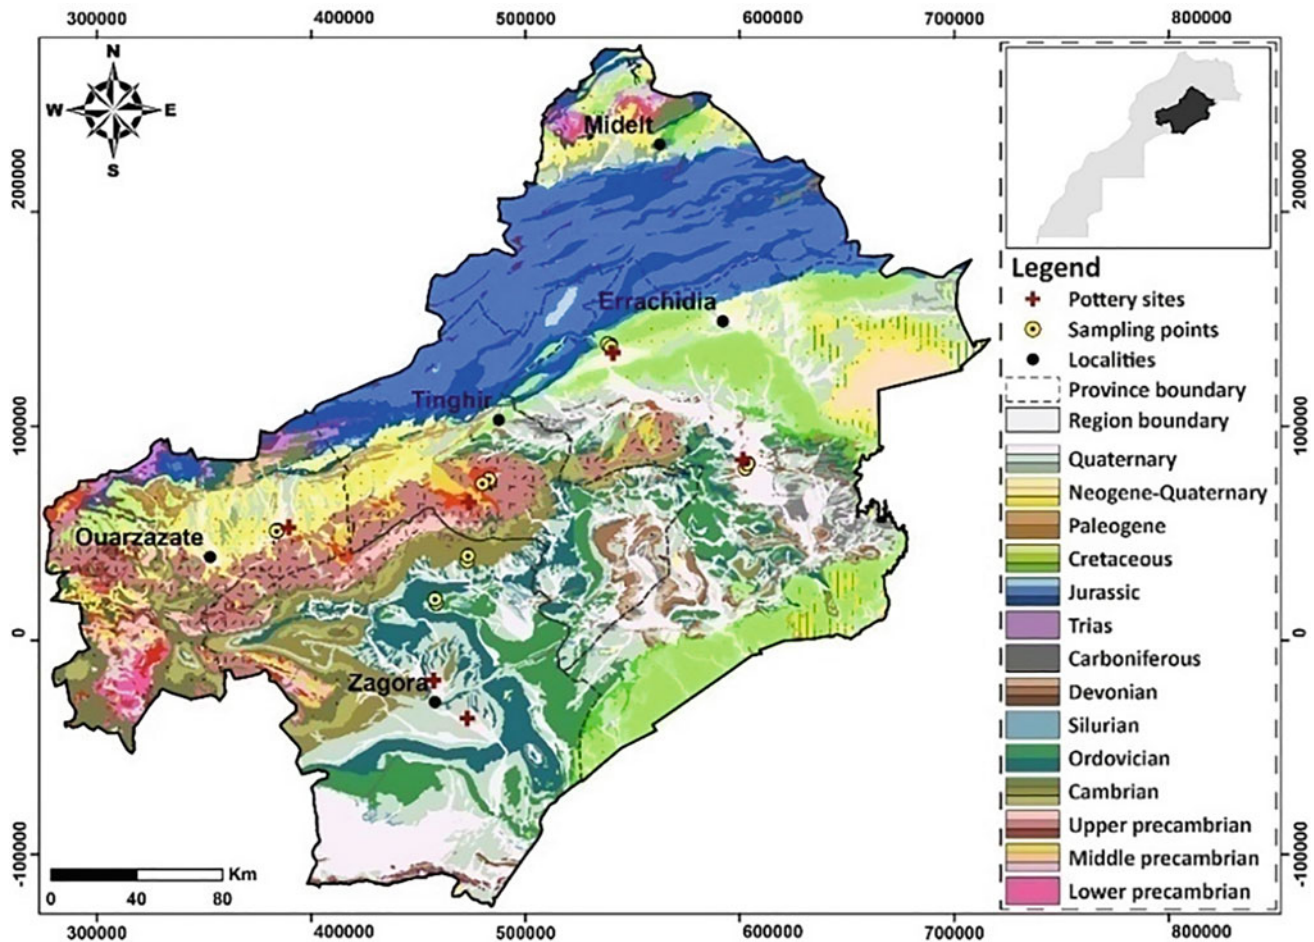 300000 400000 500000 600000 700000 800000
N
W E
S
Midelt
200000
200000
Legend
Errachidia
Pottery sites
Sampling points
Localities
Tinghir
Province boundary
100000
Region boundary
100000
Quaternary
Neogene-Quaternary
Ouarzazate
Paleogene
Cretaceous
Jurassic
0
Trias
0
Carboniferous
Zagora
Devonian
Silurian
Ordovician
Cambrian
Upper precambrian
-100000
Middle precambrian
-100000
Km
Lower precambrian
0 40 80
300000 400000 500000 600000 700000 800000